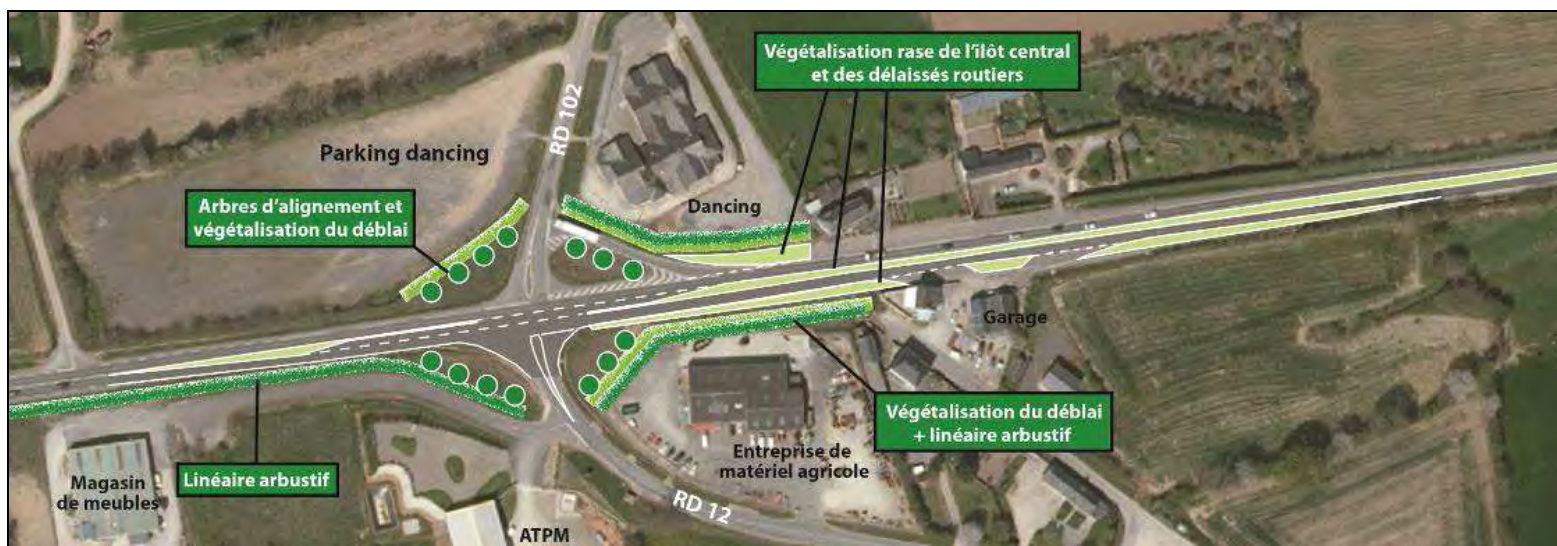 Végétalisation rase de l'îlôt central
et des délaissés routiers
RD 102
Parking dancing
Arbres d'alignement et
végétalisation du déblai
Dancing
Garage
Végétalisation du déblai
+ linéaire arbustif
Entreprise de
matériel agricole
Linéaire arbustif
Magasin
de meubles
RD 12
ATPM